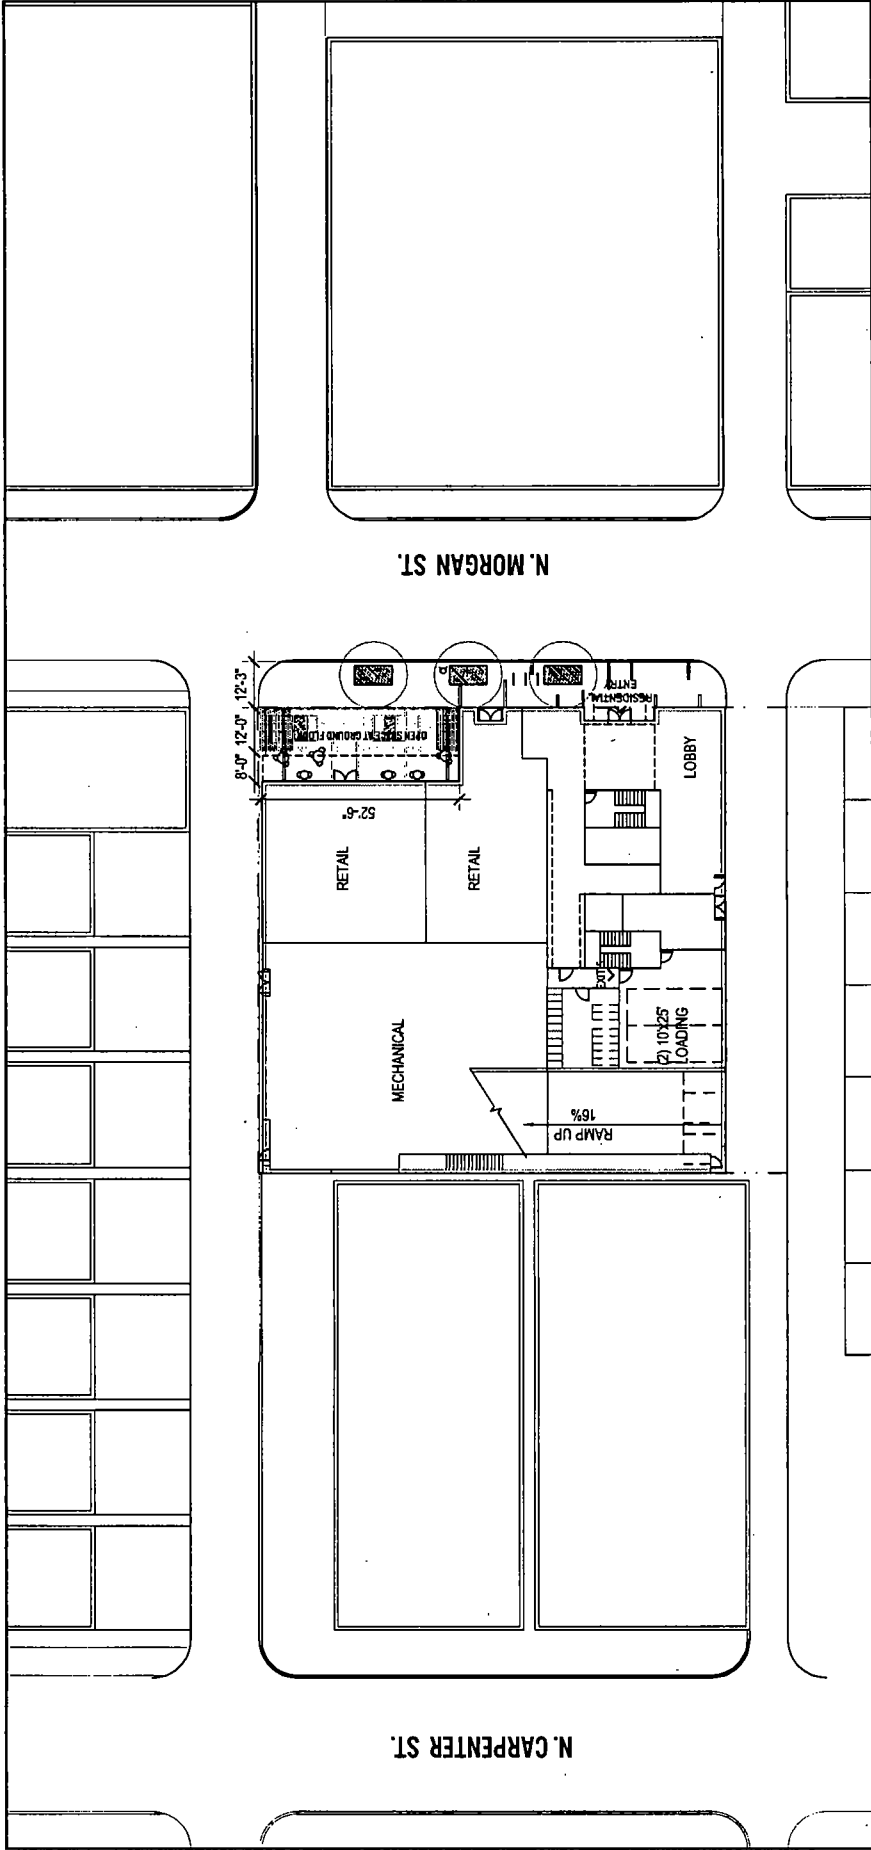 N. MORGAN ST.
8'-0" 12'-0" 12'-3"
OPEN SPACE AT GROUND FLOOR
52'-6"
RESIDENTIAL
ENTRY
LOBBY
RETAIL
RETAIL
EXIT
MECHANICAL
(2) 10'X25'
LOADING
16%
RAMP UP
N. CARPENTER ST.